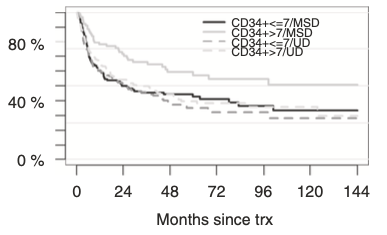 CD34+<=7/MSD
CD34+>7/MSD
CD34+<=7/UD
CD34+>7/UD
80 %
40 %
0 %
0 24 48 72 96 120 144
Months since trx